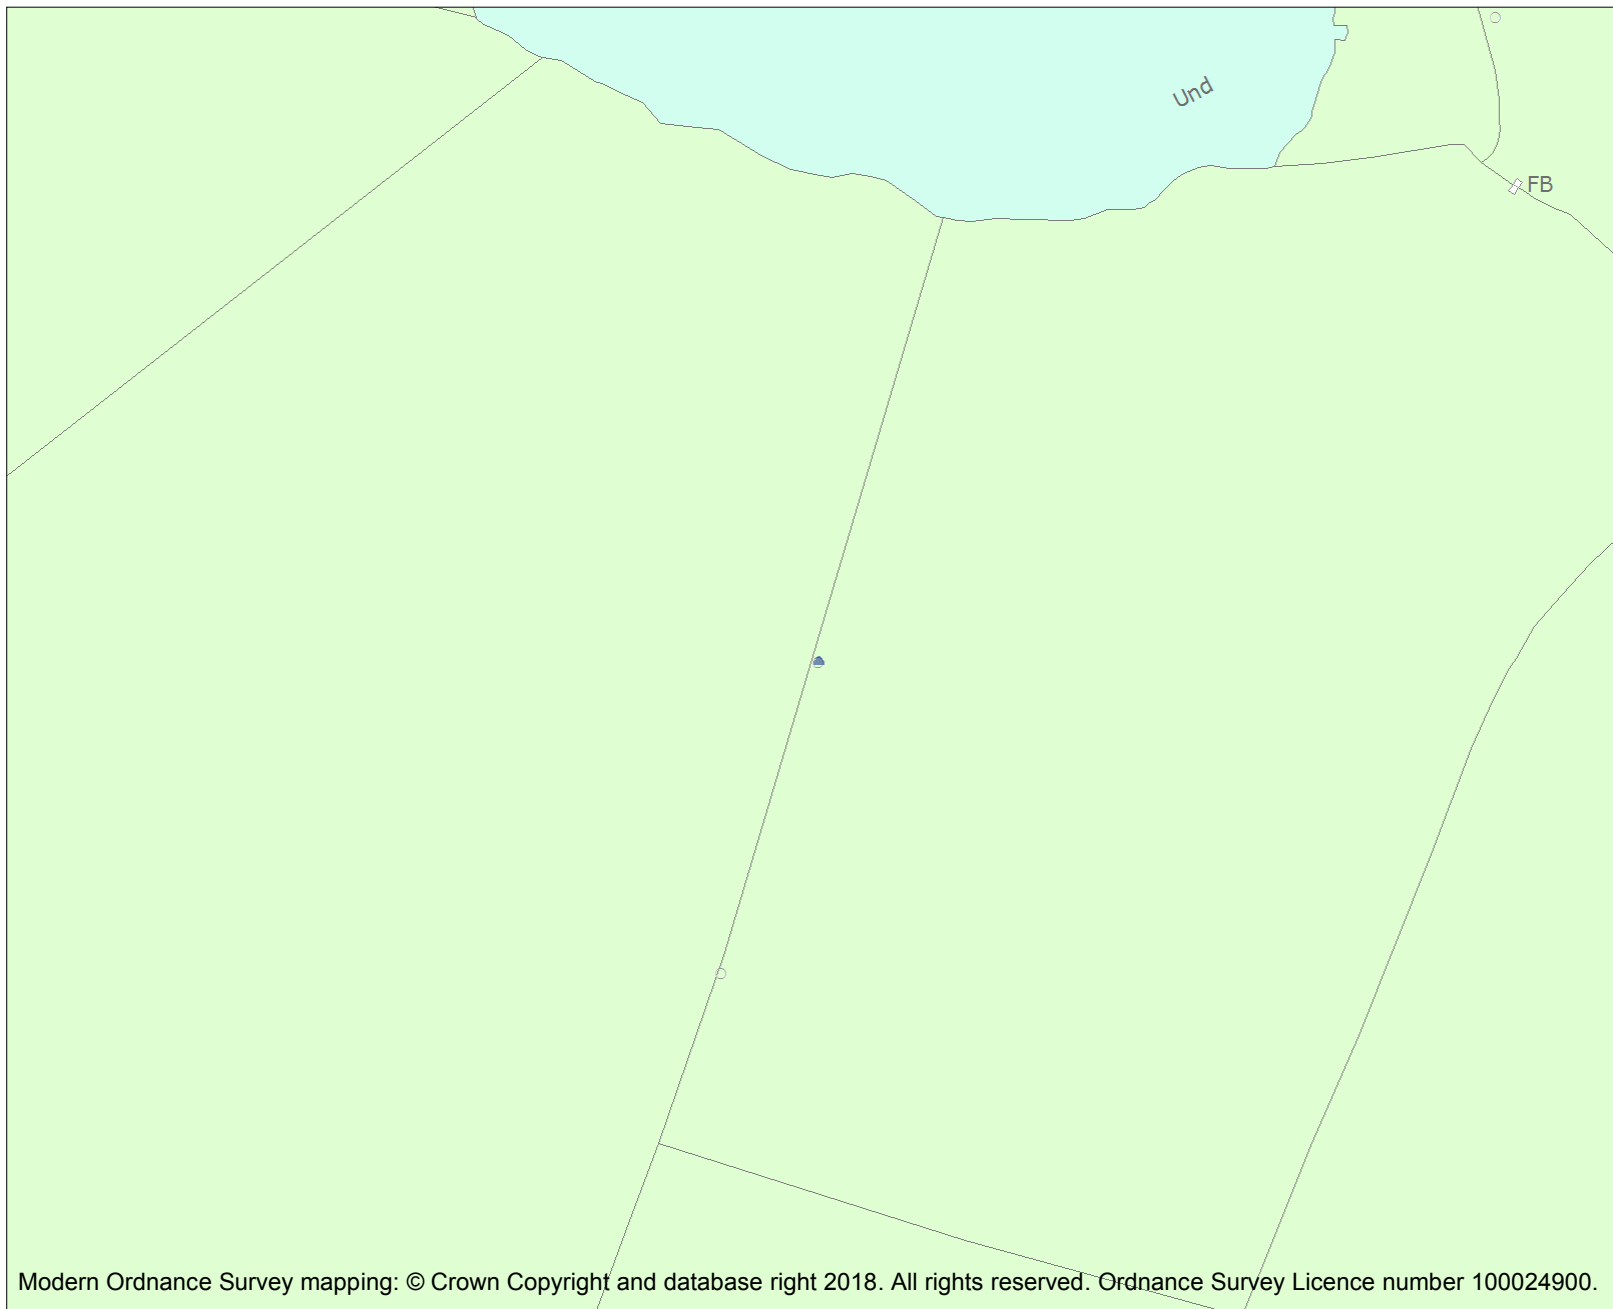 Und
FB
Modern Ordnance Survey mapping: © Crown Copyright and database right 2018. All rights reserved. Ordnance Survey Licence number 100024900.